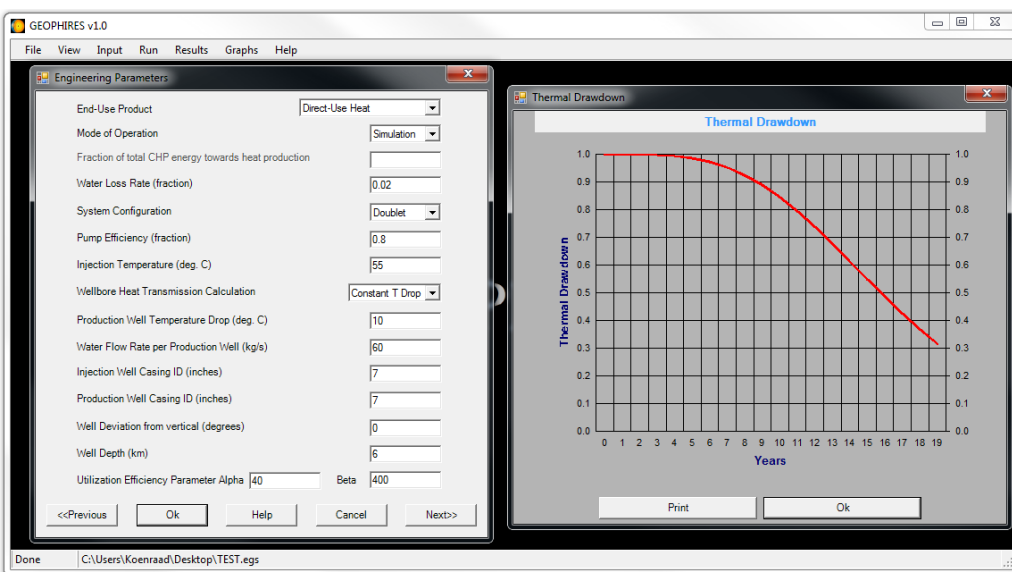 GEOPHIRES v1.0
File View Input Run Results Graphs Help
Engineering Parameters
End-Use Product Direct-Use Heat
Mode of Operation Simulation
Fraction of total CHP energy towards heat production
Water Loss Rate (fraction) 0.02
System Configuration Doublet
Pump Efficiency (fraction) 0.8
Injection Temperature (deg. C) 55
Wellbore Heat Transmission Calculation Constant T Drop
Production Well Temperature Drop (deg. C) 10
Water Flow Rate per Production Well (kg/s) 60
Injection Well Casing ID (inches) 7
Production Well Casing ID (inches) 7
Well Deviation from vertical (degrees) 0
Well Depth (km) 6
Utilization Efficiency Parameter Alpha 40 Beta 400
<<Previous Ok Help Cancel Next>>
Thermal Drawdown
Thermal Drawdown
Thermal Drawdown
1.0 1.0
0.9 0.9
0.8 0.8
0.7 0.7
0.6 0.6
0.5 0.5
0.4 0.4
0.3 0.3
0.2 0.2
0.1 0.1
0.0 0.0
0 1 2 3 4 5 6 7 8 9 10 11 12 13 14 15 16 17 18 19
Years
Print Ok
Done C:\Users\Koenraad\Desktop\TEST.egs